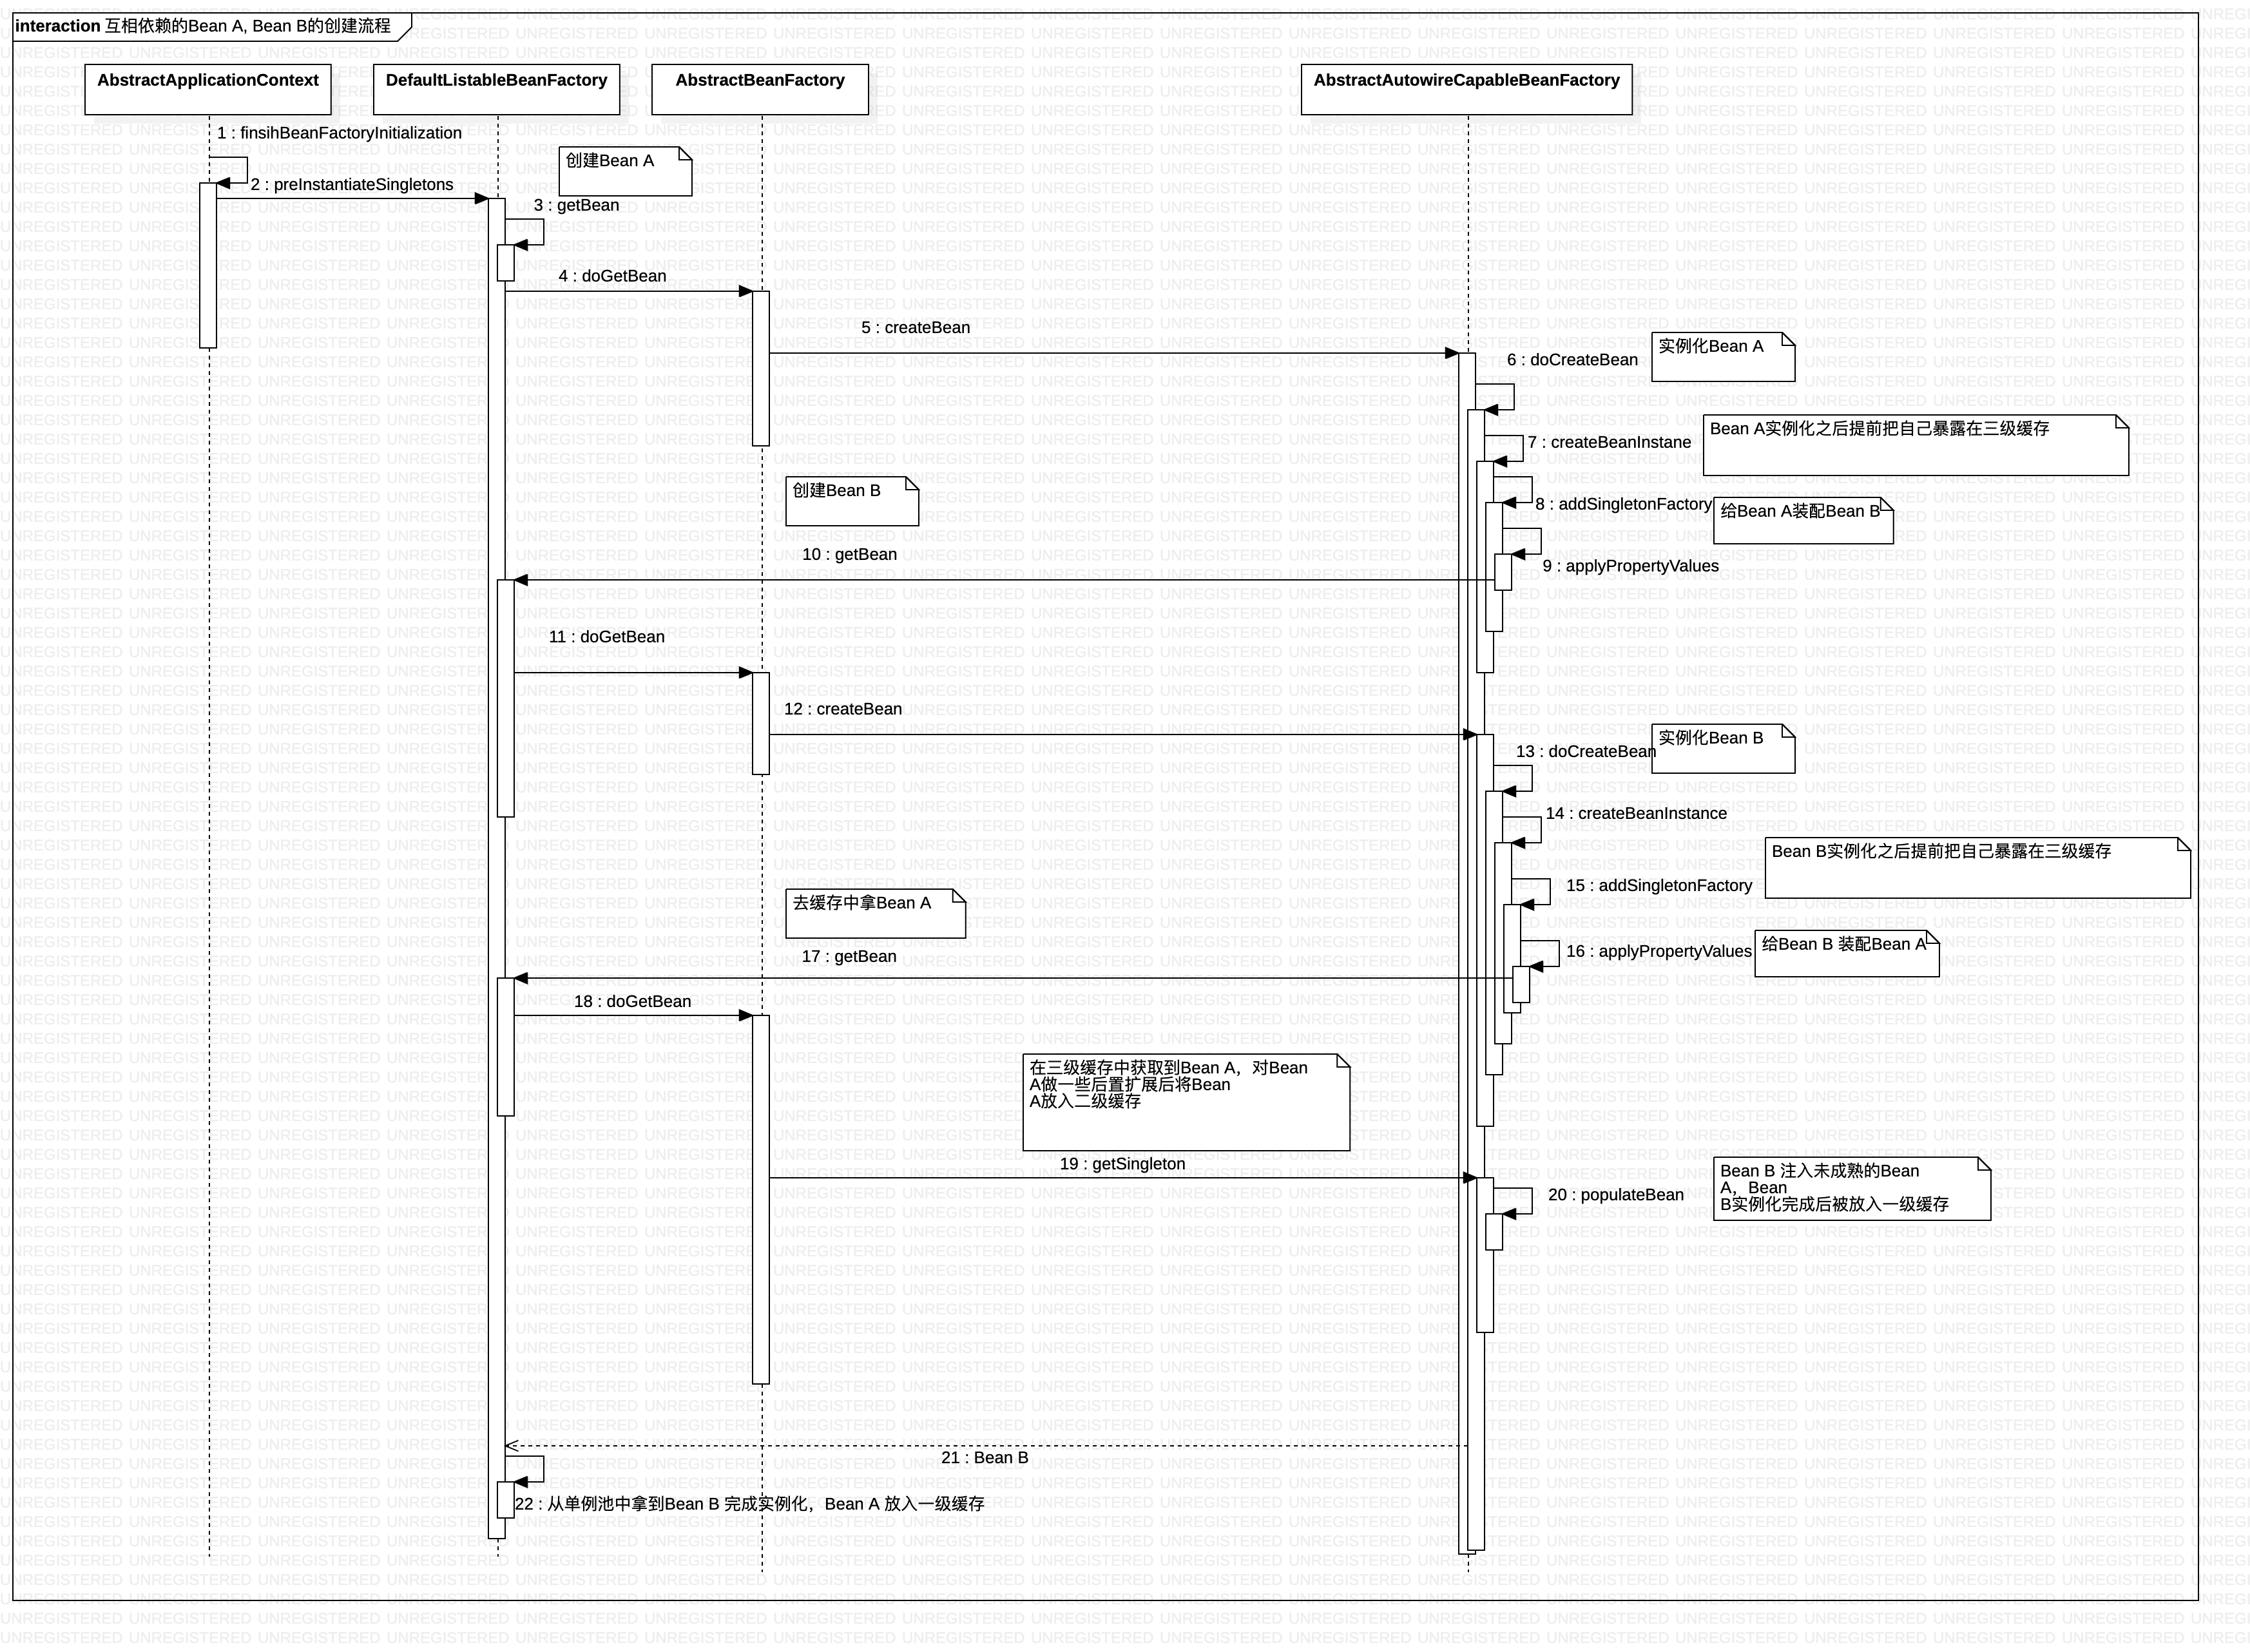 interaction 互相依赖的Bean A, Bean B的创建流程
AbstractApplicationContext
DefaultListableBeanFactory
AbstractBeanFactory
AbstractAutowireCapableBeanFactory
1 : finsihBeanFactoryInitialization
创建Bean A
2 : preInstantiateSingletons
3 : getBean
4 : doGetBean
5 : createBean
实例化Bean A
6 : doCreateBean
Bean A实例化之后提前把自己暴露在三级缓存
7 : createBeanInstane
创建Bean B
8 : addSingletonFactory
给Bean A装配Bean B
10 : getBean
9 : applyPropertyValues
11 : doGetBean
12 : createBean
实例化Bean B
13 : doCreateBean
14 : createBeanInstance
Bean B实例化之后提前把自己暴露在三级缓存
15 : addSingletonFactory
去缓存中拿Bean A
16 : applyPropertyValues
给Bean B 装配Bean A
17 : getBean
18 : doGetBean
在三级缓存中获取到Bean A，对Bean
A做一些后置扩展后将Bean
A放入二级缓存
19 : getSingleton
20 : populateBean
Bean B 注入未成熟的Bean
A，Bean
B实例化完成后被放入一级缓存
21 : Bean B
22 : 从单例池中拿到Bean B 完成实例化，Bean A 放入一级缓存
UNREGISTERED